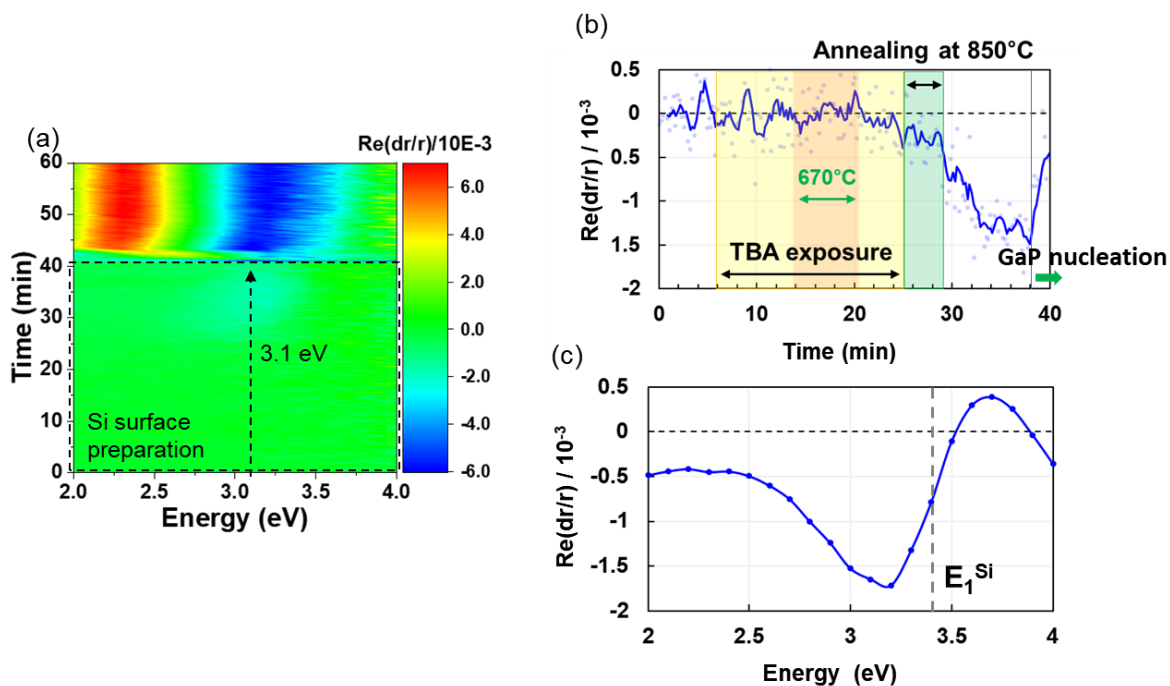 (a)
Re(dr/r)/10E-3
60
50
40
30
20
10
0
Time (min)
3.1 eV
Si surface
preparation
2.0
2.5
3.0
3.5
4.0
Energy (eV)
6.0
4.0
2.0
0.0
-2.0
-4.0
-6.0
(b)
Annealing at 850°C
0.5
0
0.5
-1
1.5
-2
Re(dr/r) / 10-3
670°C
TBA exposure
GaP nucleation
0
10
20
30
40
Time (min)
(c)
0.5
0
-0.5
-1
-1.5
-2
Re(dr/r) / 10-3
E1Si
2
2.5
3
3.5
4
Energy (eV)